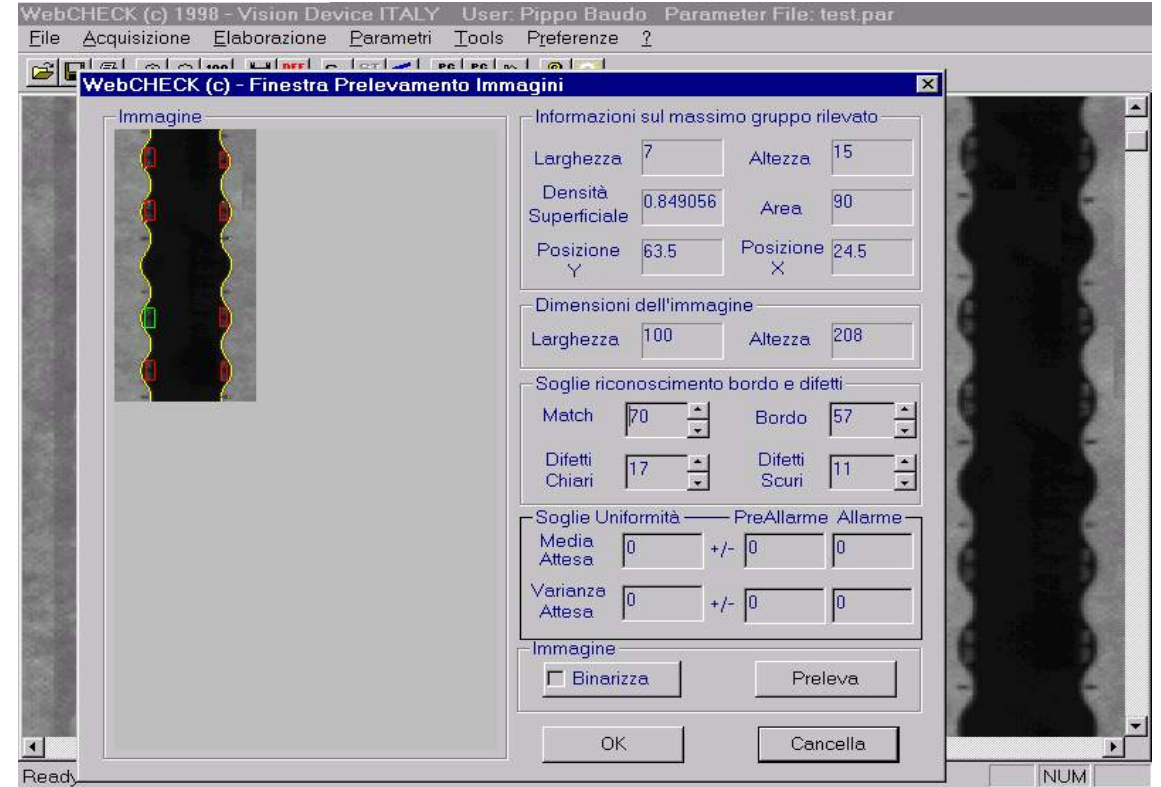 WebCHECK (c) 1998 - Vision Device ITALY User: Pippo Baudo Parameter File: test.par
File Acquisizione Elaborazione Parametri Tools Preferenze ?
WebCHECK (c) - Finestra Prelevamento Immagini
Immagine
Informazioni sul massimo gruppo rilevato
Larghezza 7 Altezza 15
Densità
Superficiale 0.849056 Area 90
Posizione Y 63.5 Posizione X 24.5
Dimensioni dell'immagine
Larghezza 100 Altezza 208
Soglie riconoscimento bordo e difetti
Match 70 Bordo 57
Difetti Chiari 17 Difetti Scuri 11
Soglie Uniformità PreAllarme Allarme
Media Attesa 0 +/- 0 0
Varianza Attesa 0 +/- 0 0
Immagine
Binarizza Preleva
OK Cancella
Ready NUM